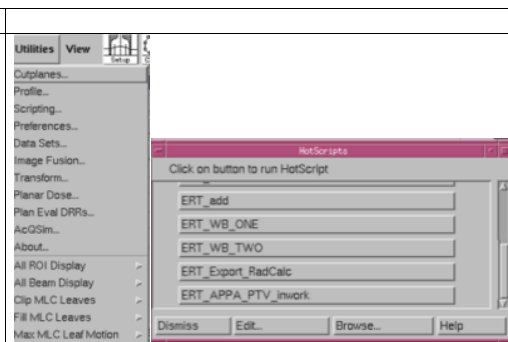 Utilities View Setup
Cutplanes...
Profile...
Scripting...
Preferences...
Data Sets...
Image Fusion...
Transform...
Planar Dose...
Plan Eval DRRs...
AcQSim...
About...
All ROI Display
All Beam Display
Clip MLC Leaves
Fill MLC Leaves
Max MLC Leaf Motion
HotScripts
Click on button to run HotScript
ERT_add
ERT_WB_ONE
ERT_WB_TWO
ERT_Export_RadCalc
ERT_APPA_PTV_inwork
Dismiss Edit... Browse... Help